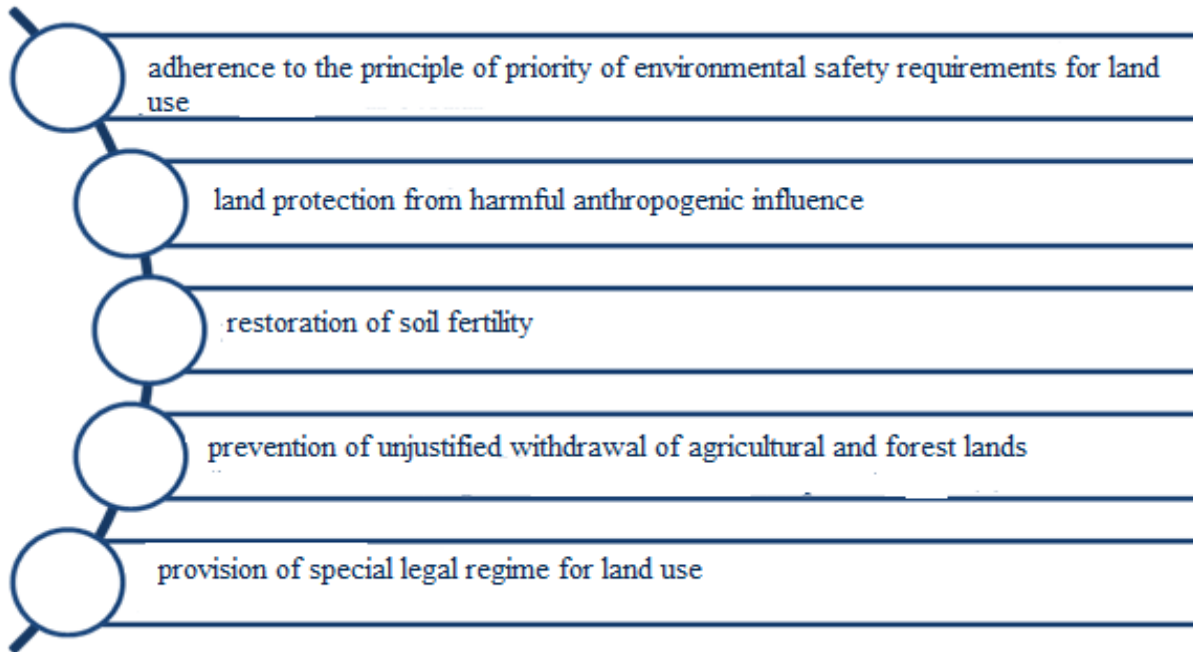 adherence to the principle of priority of environmental safety requirements for land
use
land protection from harmful anthropogenic influence
restoration of soil fertility
prevention of unjustified withdrawal of agricultural and forest lands
provision of special legal regime for land use